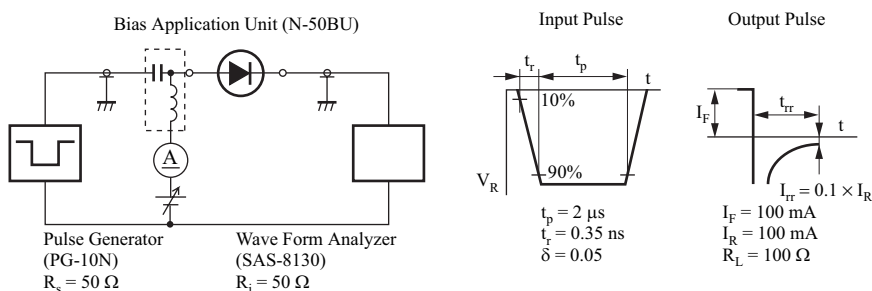 Bias Application Unit (N-50BU)
A
Pulse Generator
(PG-10N)
R_s = 50 Ω
Wave Form Analyzer
(SAS-8130)
R_i = 50 Ω
Input Pulse
t_r
t_p
t
10%
90%
V_R
t_p = 2 μs
t_r = 0.35 ns
δ = 0.05
Output Pulse
I_F
t_rr
t
I_rr = 0.1 × I_R
I_F = 100 mA
I_R = 100 mA
R_L = 100 Ω